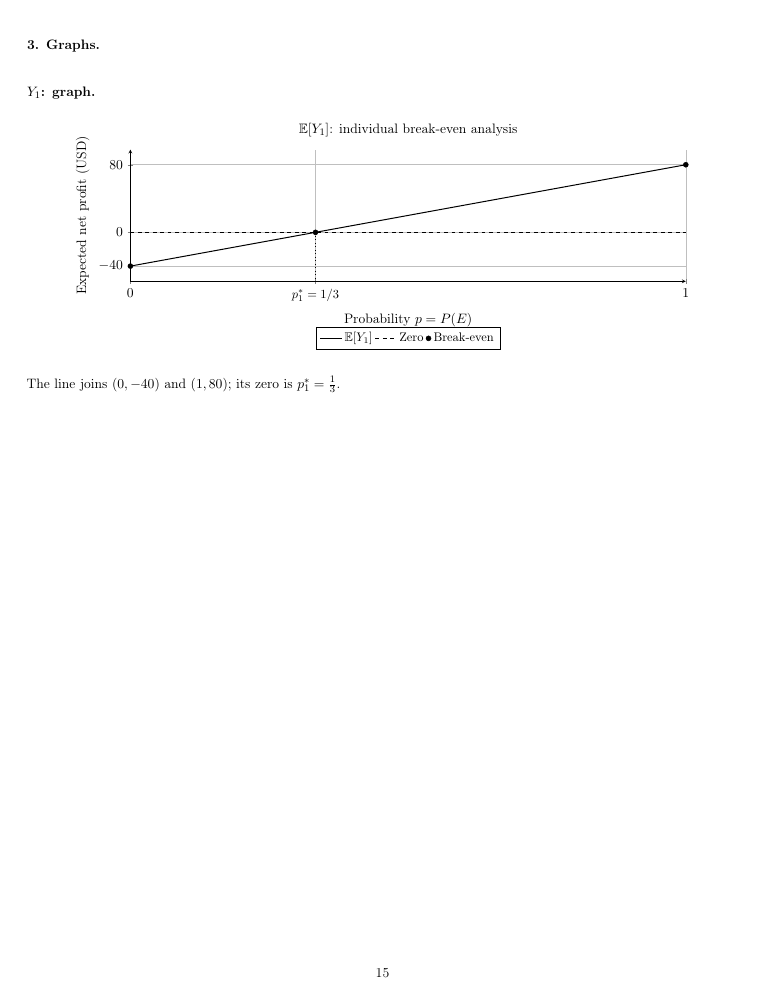 3. Graphs.
Y₁: graph.
𝔼[Y₁]: individual break-even analysis
Expected net profit (USD)
80
0
−40
0
p₁* = 1/3
1
Probability p = P(E)
𝔼[Y₁] Zero Break-even
The line joins (0, −40) and (1, 80); its zero is p₁* = 1/3.
15